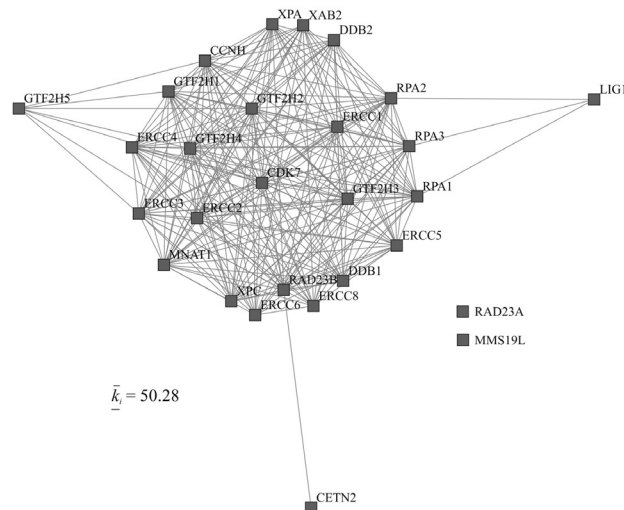 XPA
XAB2
DDB2
CCNH
GTF2H1
GTF2H5
GTF2H2
RPA2
LIG1
ERCC1
ERCC4
GTF2H4
RPA3
CDK7
GTF2H3
RPA1
ERCC3
ERCC2
ERCC5
MNAT1
RAD23B
DDB1
XPC
ERCC8
ERCC6
RAD23A
MMS19L
k̄i = 50.28
CETN2